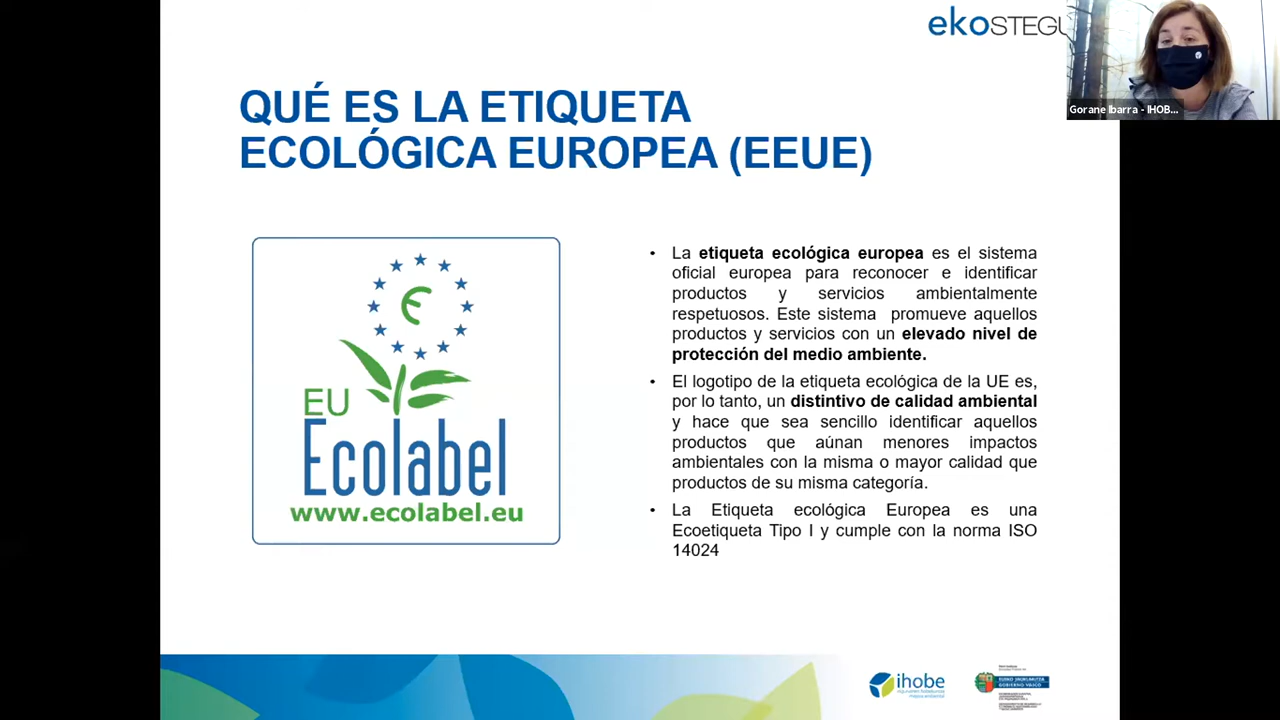 ekoSTEGU
Gorane Ibarra - IHOB...
QUÉ ES LA ETIQUETA
ECOLÓGICA EUROPEA (EEUE)
EU
Ecolabel
www.ecolabel.eu
• La etiqueta ecológica europea es el sistema
oficial europeo para reconocer e identificar
productos y servicios ambientalmente
respetuosos. Este sistema promueve aquellos
productos y servicios con un elevado nivel de
protección del medio ambiente.
• El logotipo de la etiqueta ecológica de la UE es,
por lo tanto, un distintivo de calidad ambiental
y hace que sea sencillo identificar aquellos
productos que aúnan menores impactos
ambientales con la misma o mayor calidad que
productos de su misma categoría.
• La Etiqueta ecológica Europea es una
Ecoetiqueta Tipo I y cumple con la norma ISO
14024
ihobe
EUSKO JAURLARITZA
GOBIERNO VASCO